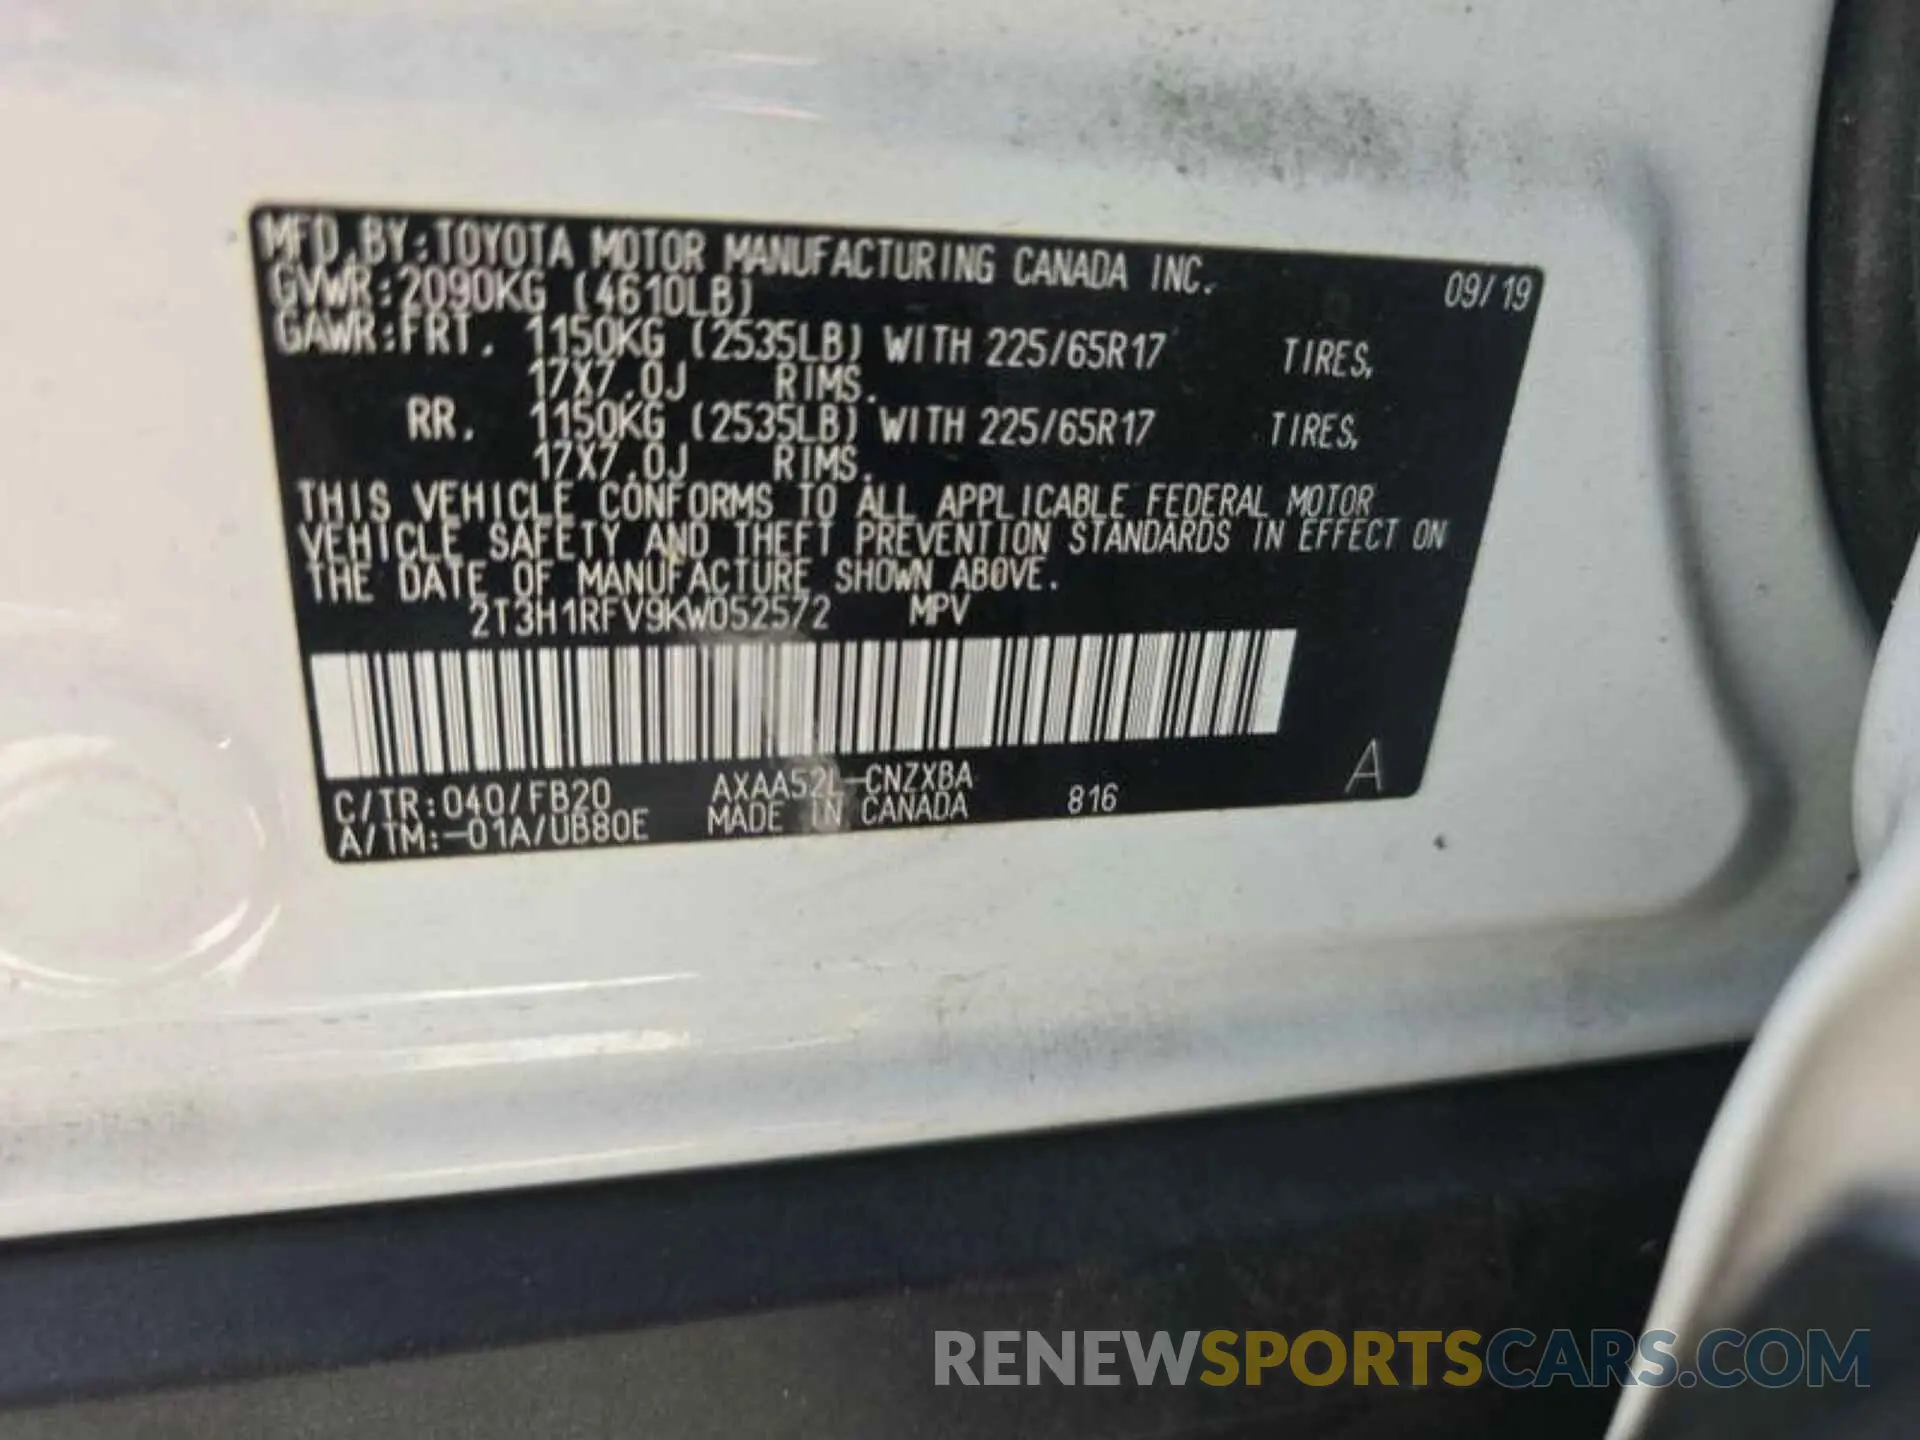 MFD.BY:TOYOTA MOTOR MANUFACTURING CANADA INC. 09/19
GVWR:2090KG (4610LB)
GAWR:FRT. 1150KG (2535LB) WITH 225/65R17 TIRES,
17X7.0J RIMS.
RR. 1150KG (2535LB) WITH 225/65R17 TIRES,
17X7.0J RIMS.
THIS VEHICLE CONFORMS TO ALL APPLICABLE FEDERAL MOTOR
VEHICLE SAFETY AND THEFT PREVENTION STANDARDS IN EFFECT ON
THE DATE OF MANUFACTURE SHOWN ABOVE.
2T3H1RFV9KW052572 MPV
C/TR:040/FB20 AXAA52L-CNZXBA 816 A
A/TM:-01A/UB80E MADE IN CANADA
RENEWSPORTSCARS.COM